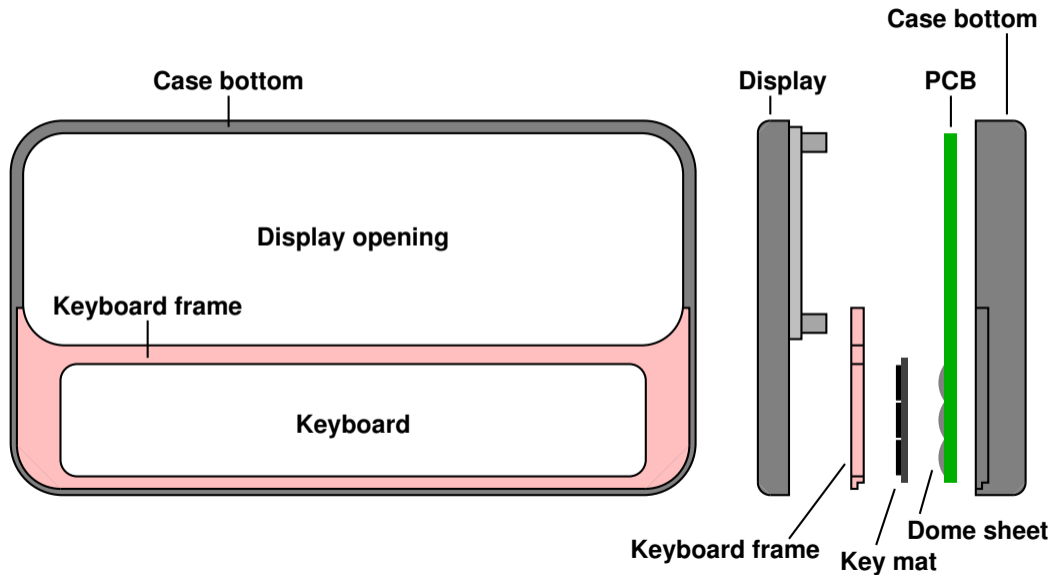 Case bottom
Case bottom
Display
PCB
Display opening
Keyboard frame
Keyboard
Dome sheet
Keyboard frame
Key mat